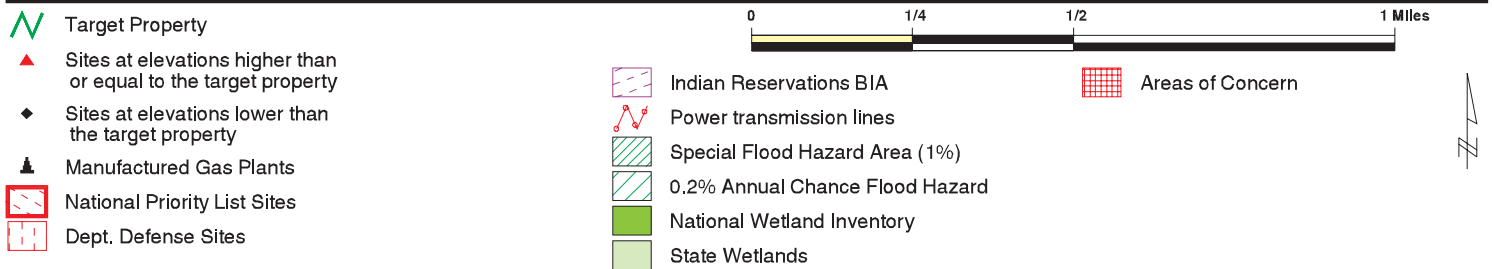 0 1/4 1/2 1 Miles
Target Property
Sites at elevations higher than
or equal to the target property
Sites at elevations lower than
the target property
Manufactured Gas Plants
National Priority List Sites
Dept. Defense Sites
Indian Reservations BIA
Power transmission lines
Special Flood Hazard Area (1%)
0.2% Annual Chance Flood Hazard
National Wetland Inventory
State Wetlands
Areas of Concern